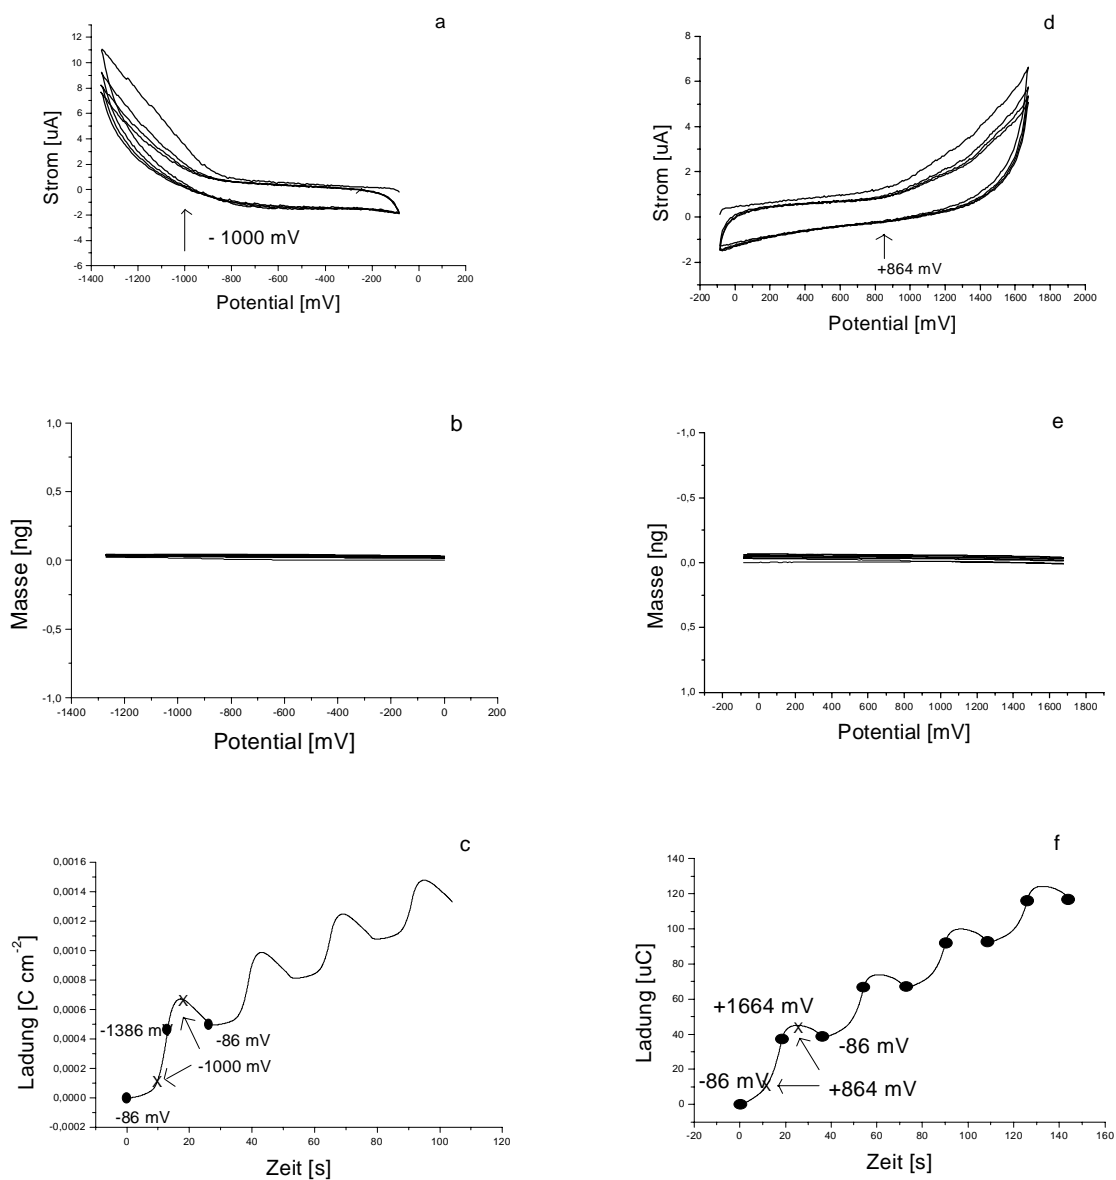 a
Strom [uA]
12
10
8
6
4
2
0
-2
-4
-6
- 1000 mV
-1400 -1200 -1000 -800 -600 -400 -200 0 200
Potential [mV]
d
Strom [uA]
8
6
4
2
0
-2
+864 mV
-200 0 200 400 600 800 1000 1200 1400 1600 1800 2000
Potential [mV]
b
Masse [ng]
1,0
0,5
0,0
-0,5
-1,0
-1400 -1200 -1000 -800 -600 -400 -200 0 200
Potential [mV]
e
Masse [ng]
-1,0
-0,5
0,0
0,5
1,0
-200 0 200 400 600 800 1000 1200 1400 1600 1800
Potential [mV]
c
Ladung [C cm-2]
0,0016
0,0014
0,0012
0,0010
0,0008
0,0006
0,0004
0,0002
0,0000
-0,0002
-1386 mV
-86 mV
-1000 mV
-86 mV
0 20 40 60 80 100 120
Zeit [s]
f
Ladung [uC]
140
120
100
80
60
40
20
0
+1664 mV
-86 mV
-86 mV
+864 mV
-20 0 20 40 60 80 100 120 140 160
Zeit [s]